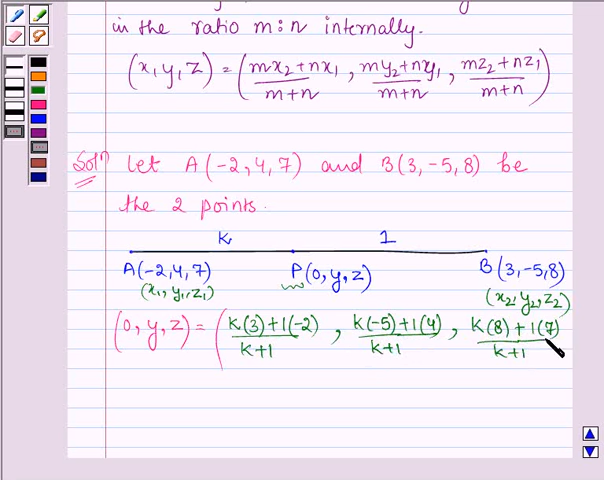 in the ratio m:n internally.
(x, y, z) = (mx₂+nx₁/m+n, my₂+ny₁/m+n, mz₂+nz₁/m+n)
Solⁿ Let A(-2,4,7) and B(3,-5,8) be
the 2 points.
k 1
A(-2,4,7) P(0,y,z) B(3,-5,8)
(x₁, y₁, z₁) (x₂, y₂, z₂)
(0, y, z) = (k(3)+1(-2)/k+1, k(-5)+1(4)/k+1, k(8)+1(7)/k+1